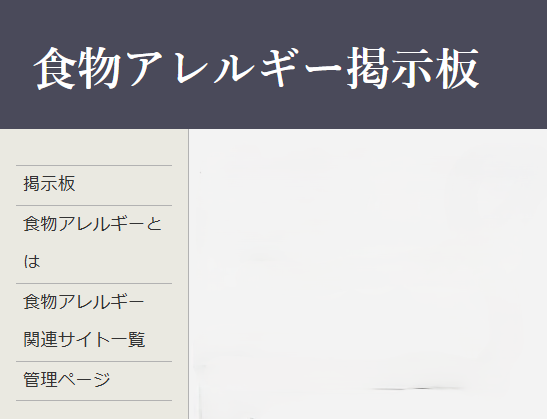 食物アレルギー掲示板
掲示板
食物アレルギーと
は
食物アレルギー
関連サイト一覧
管理ページ